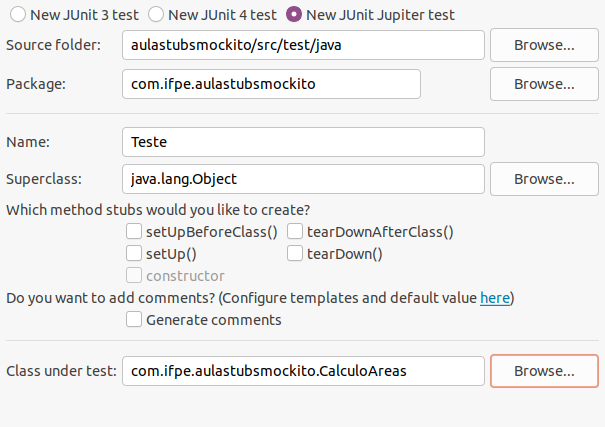 New JUnit 3 test New JUnit 4 test New JUnit Jupiter test
Source folder: aulastubsmockito/src/test/java Browse...
Package: com.ifpe.aulastubsmockito Browse...
Name: Teste
Superclass: java.lang.Object Browse...
Which method stubs would you like to create?
setUpBeforeClass() tearDownAfterClass()
setUp() tearDown()
constructor
Do you want to add comments? (Configure templates and default value here)
Generate comments
Class under test: com.ifpe.aulastubsmockito.CalculoAreas Browse...